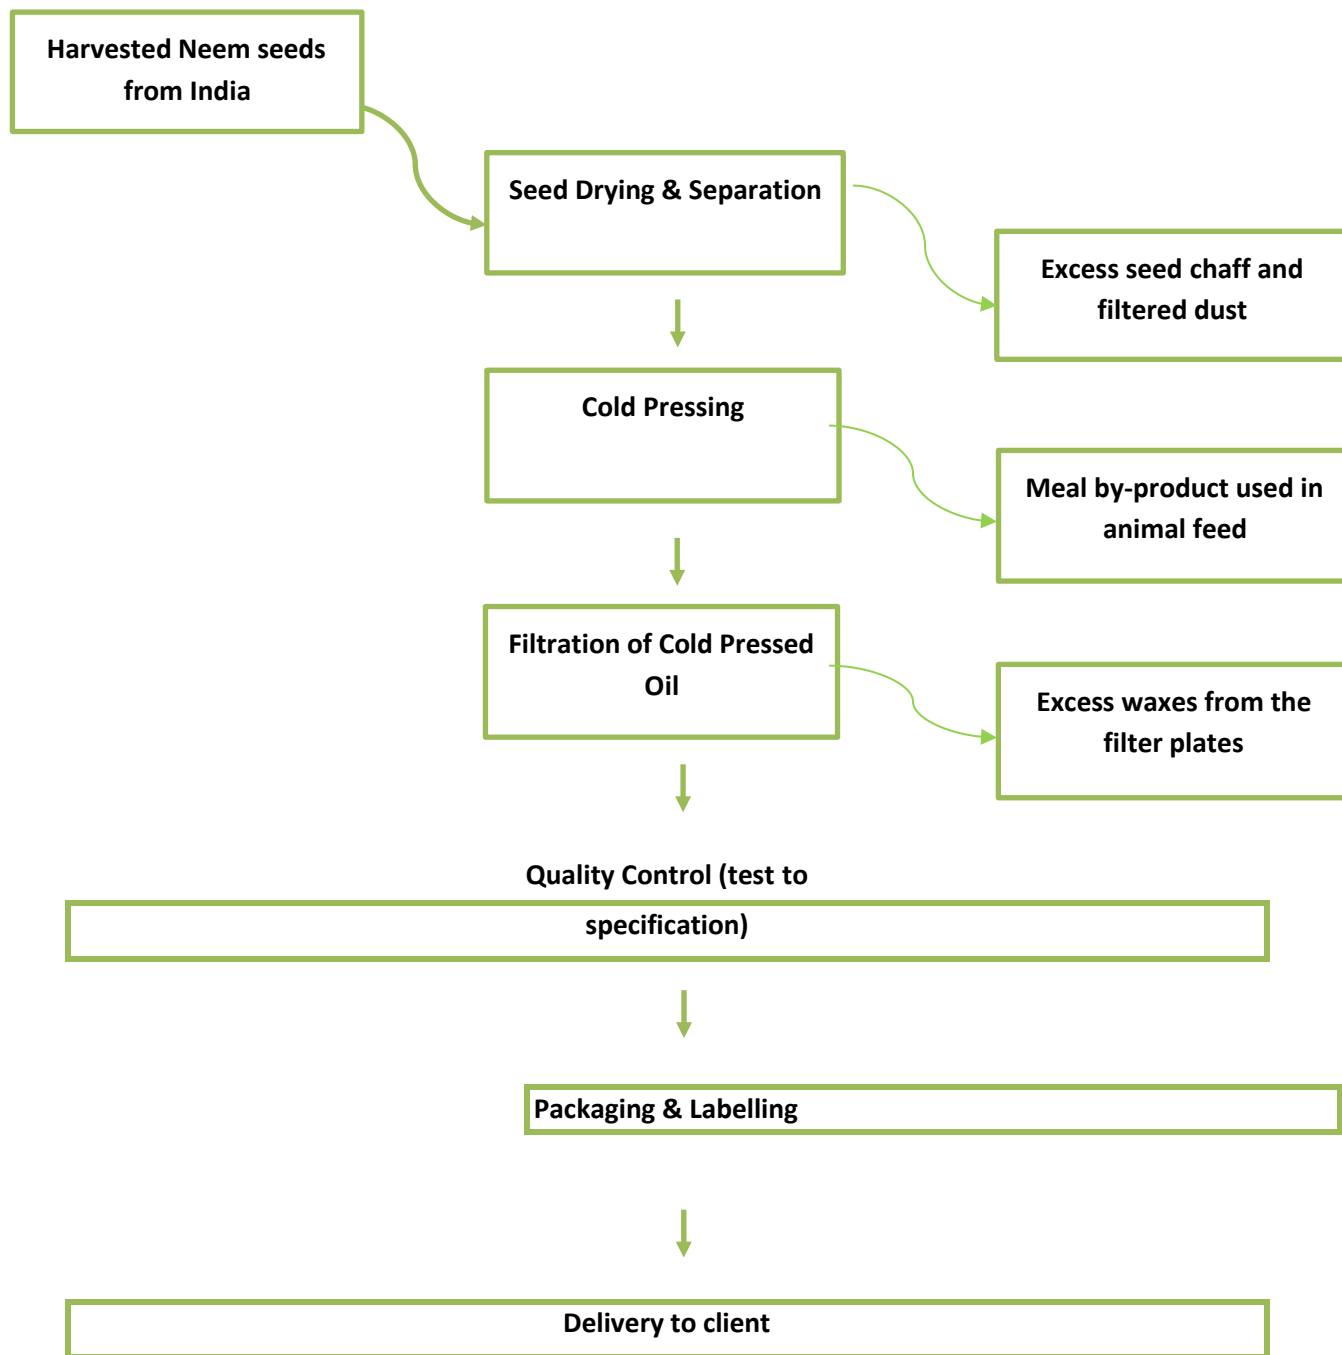 Harvested Neem seeds
from India
Seed Drying & Separation
Excess seed chaff and
filtered dust
Cold Pressing
Meal by-product used in
animal feed
Filtration of Cold Pressed
Oil
Excess waxes from the
filter plates
Quality Control (test to
specification)
Packaging & Labelling
Delivery to client